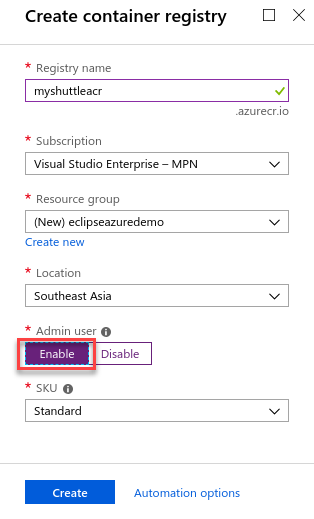 Create container registry
* Registry name
myshuttleacr
.azurecr.io
* Subscription
Visual Studio Enterprise – MPN
* Resource group
(New) eclipseazuredemo
Create new
* Location
Southeast Asia
* Admin user
Enable Disable
* SKU
Standard
Create Automation options